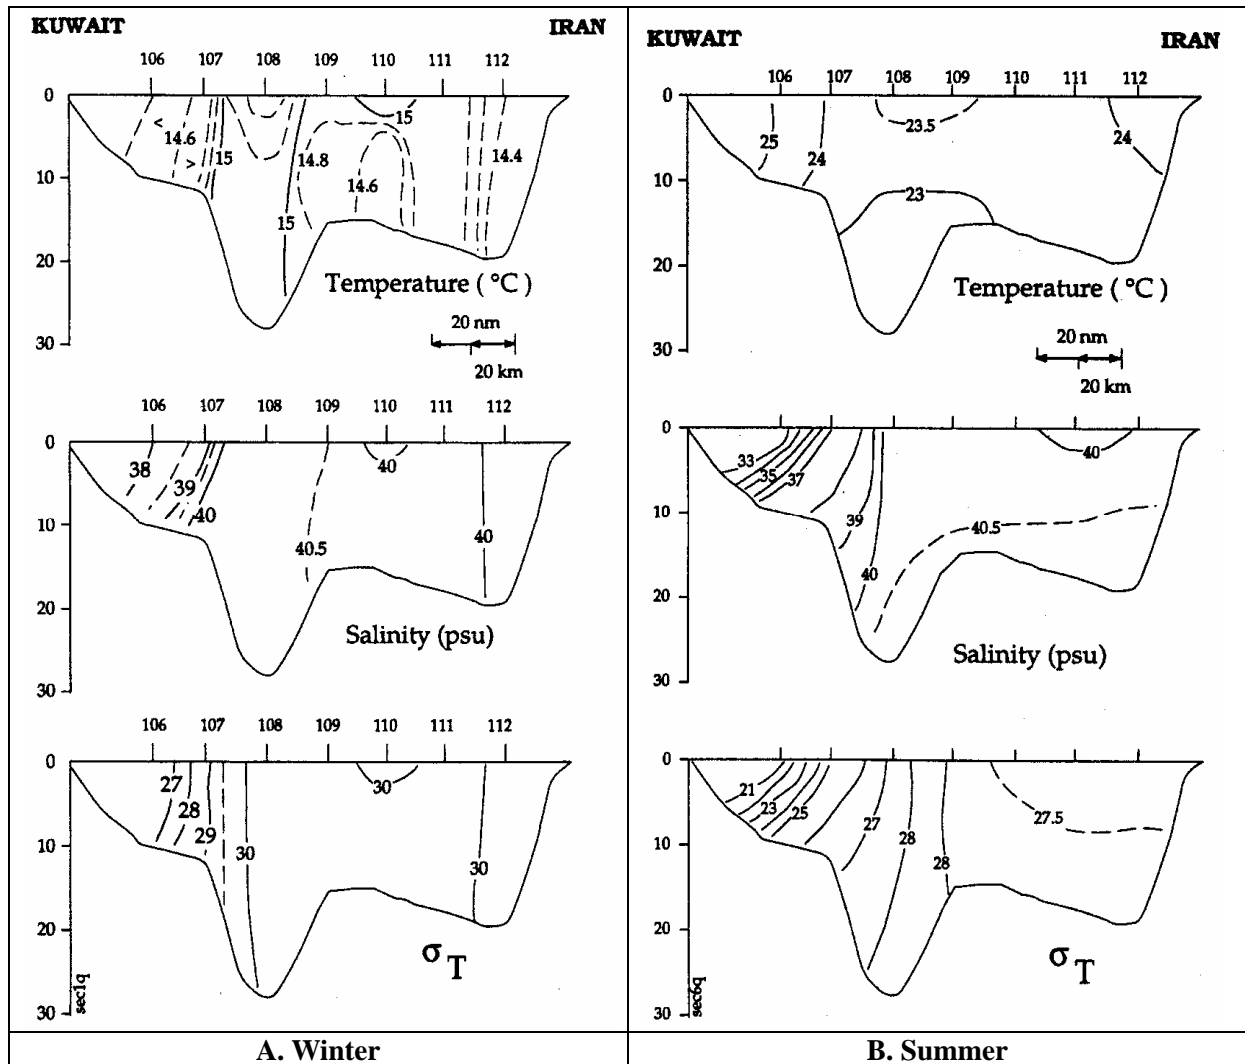 KUWAIT IRAN
106 107 108 109 110 111 112
0
10
20
30
< 14.6 > 15 15 14.8 14.6 15 14.4
Temperature ( °C )
20 nm
20 km
106 107 108 109 110 111 112
0
10
20
30
38 39 40 40.5 40 40
Salinity (psu)
106 107 108 109 110 111 112
0
10
20
30
27 28 29 30 30 30
σT
sec1q
A. Winter
KUWAIT IRAN
106 107 108 109 110 111 112
0
10
20
30
25 24 23.5 23 24
Temperature ( °C )
20 nm
20 km
0
10
20
30
33 35 37 39 40 40.5 40
Salinity (psu)
0
10
20
30
21 23 25 27 28 28 27.5
σT
sec6q
B. Summer